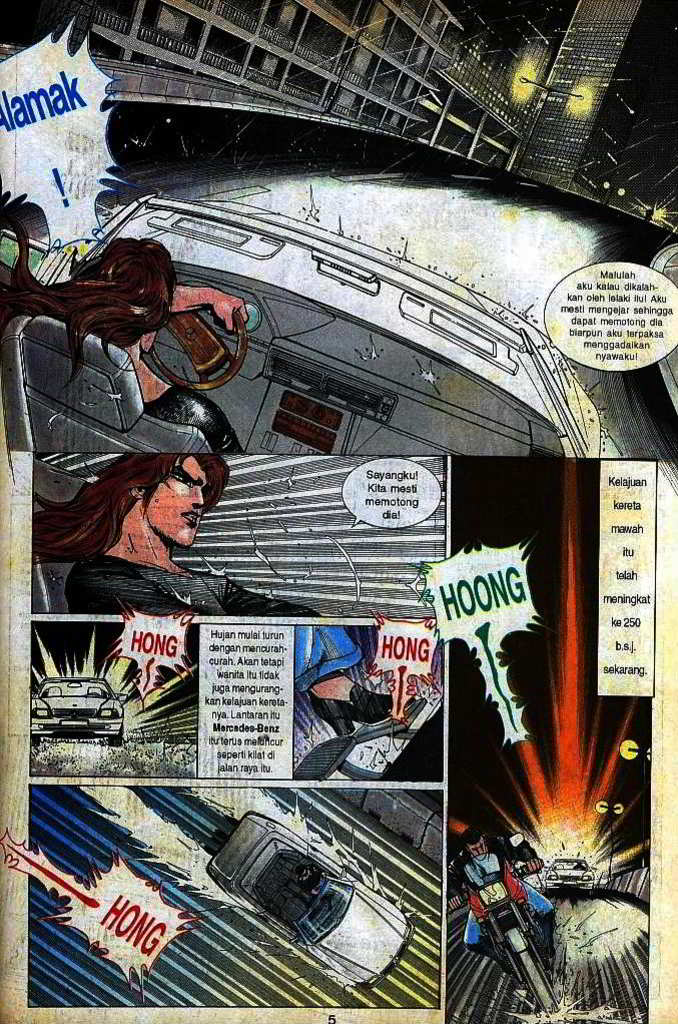 Alamak
!
Malulah
aku kalau dikalah-
kan oleh lelaki itu! Aku
mesti mengejar sehingga
dapat memotong dia
biarpun aku terpaksa
menggadaikan
nyawaku!
Sayangku!
Kita mesti
memotong
dia!
Kelajuan
kereta
mewah
itu
telah
meningkat
ke 250
b.s.j.
sekarang.
HOONG
HONG
Hujan mulai turun
dengan mencurah-
curah. Akan tetapi
wanita itu tidak
juga mengurang-
kan kelajuan kereta-
nya. Lantaran itu
Mercedes-Benz
itu terus meluncur
seperti kilat di
jalan raya itu.
HONG
HONG
5